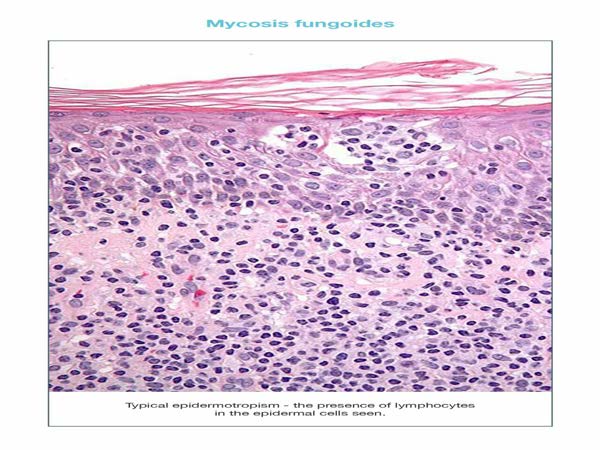 Mycosis fungoides
Typical epidermotropism - the presence of lymphocytes
in the epidermal cells seen.